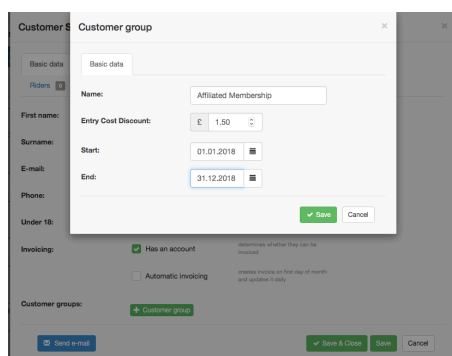 Customer S
Customer group
×
×
Basic data
Basic data
Riders
Name:
Affiliated Membership
First name:
Entry Cost Discount:
£ 1.50
Surname:
Start:
01.01.2018
E-mail:
End:
31.12.2018
Phone:
Save
Cancel
Under 18:
Invoicing:
Has an account
determines whether they can be
invoiced
Automatic invoicing
creates invoice on first day of month
and updates it daily
Customer groups:
+ Customer group
Send e-mail
Save & Close
Save
Cancel